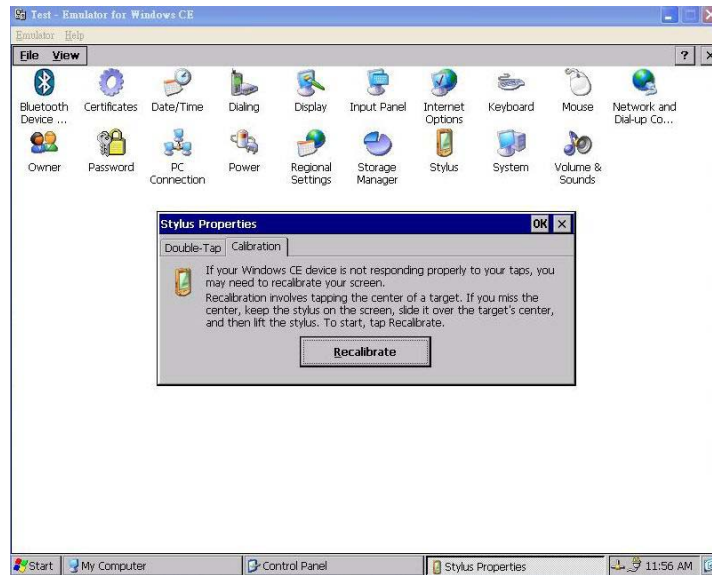 Test - Emulator for Windows CE
Emulator Help
File View ?
Bluetooth Device ...
Certificates
Date/Time
Dialing
Display
Input Panel
Internet Options
Keyboard
Mouse
Network and Dial-up Co...
Owner
Password
PC Connection
Power
Regional Settings
Storage Manager
Stylus
System
Volume & Sounds
Stylus Properties OK
Double-Tap Calibration
If your Windows CE device is not responding properly to your taps, you
may need to recalibrate your screen.
Recalibration involves tapping the center of a target. If you miss the
center, keep the stylus on the screen, slide it over the target's center,
and then lift the stylus. To start, tap Recalibrate.
Recalibrate
Start My Computer Control Panel Stylus Properties 11:56 AM